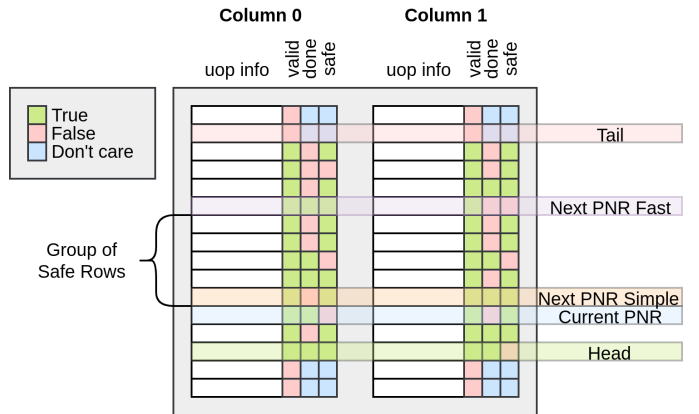 Column 0
Column 1
uop info
valid
done
safe
uop info
valid
done
safe
True
False
Don't care
Tail
Next PNR Fast
Group of
Safe Rows
Next PNR Simple
Current PNR
Head